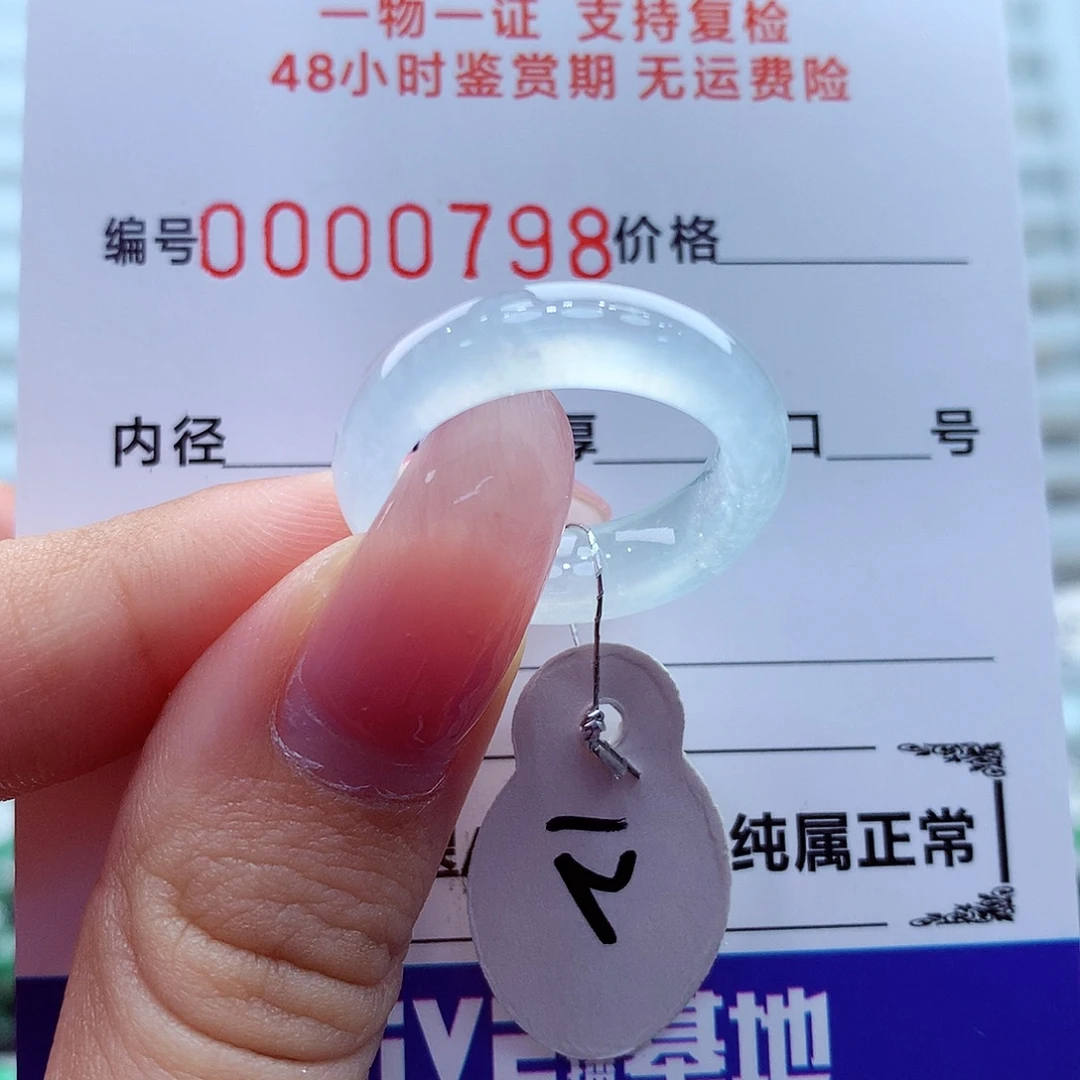 一物一证 支持复检
48小时鉴赏期 无运费险
编号0000798价格
内径 厚 口 号
纯属正常
基地